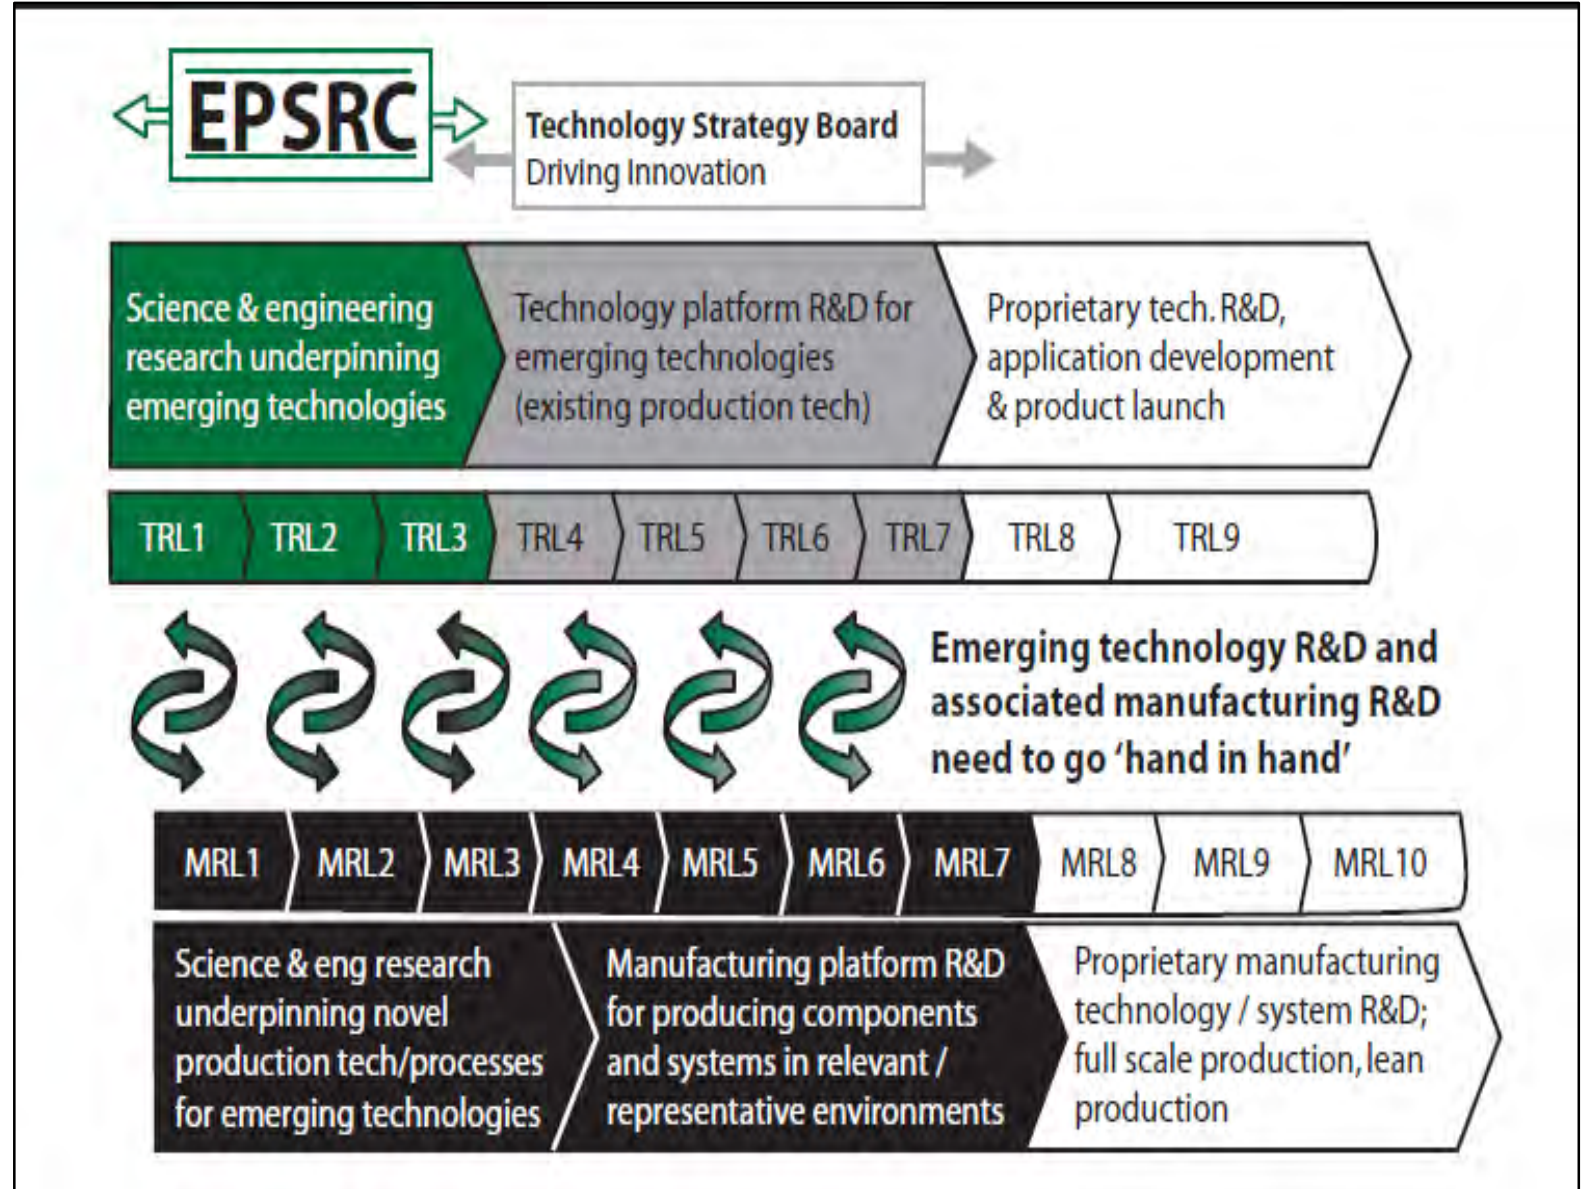 EPSRC
Technology Strategy Board
Driving Innovation
Science & engineering
research underpinning
emerging technologies
Technology platform R&D for
emerging technologies
(existing production tech)
Proprietary tech. R&D,
application development
& product launch
TRL1 TRL2 TRL3 TRL4 TRL5 TRL6 TRL7 TRL8 TRL9
Emerging technology R&D and
associated manufacturing R&D
need to go ‘hand in hand’
MRL1 MRL2 MRL3 MRL4 MRL5 MRL6 MRL7 MRL8 MRL9 MRL10
Science & eng research
underpinning novel
production tech/processes
for emerging technologies
Manufacturing platform R&D
for producing components
and systems in relevant /
representative environments
Proprietary manufacturing
technology / system R&D;
full scale production, lean
production